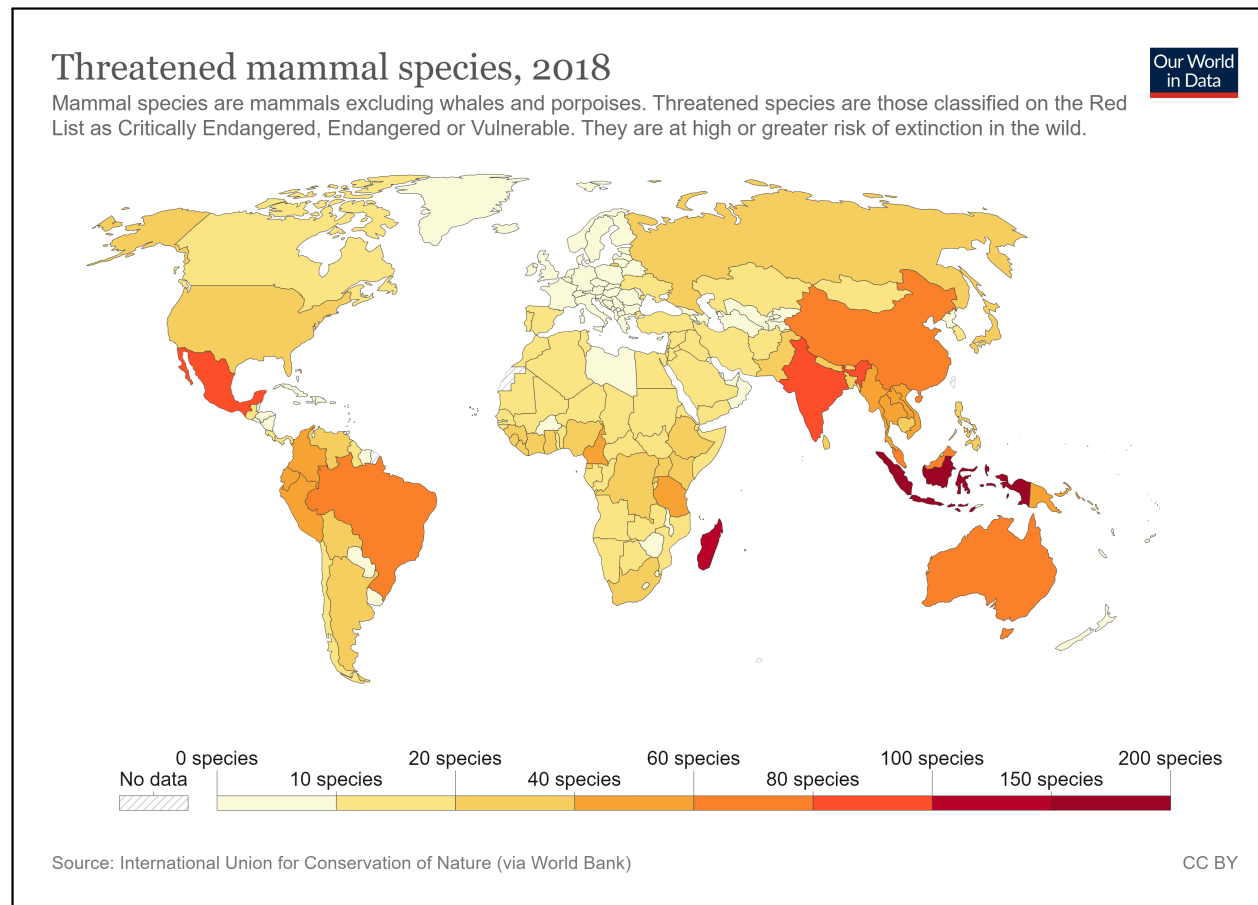 Threatened mammal species, 2018
Our World
in Data
Mammal species are mammals excluding whales and porpoises. Threatened species are those classified on the Red
List as Critically Endangered, Endangered or Vulnerable. They are at high or greater risk of extinction in the wild.
0 species 20 species 60 species 100 species 200 species
No data 10 species 40 species 80 species 150 species
Source: International Union for Conservation of Nature (via World Bank) CC BY